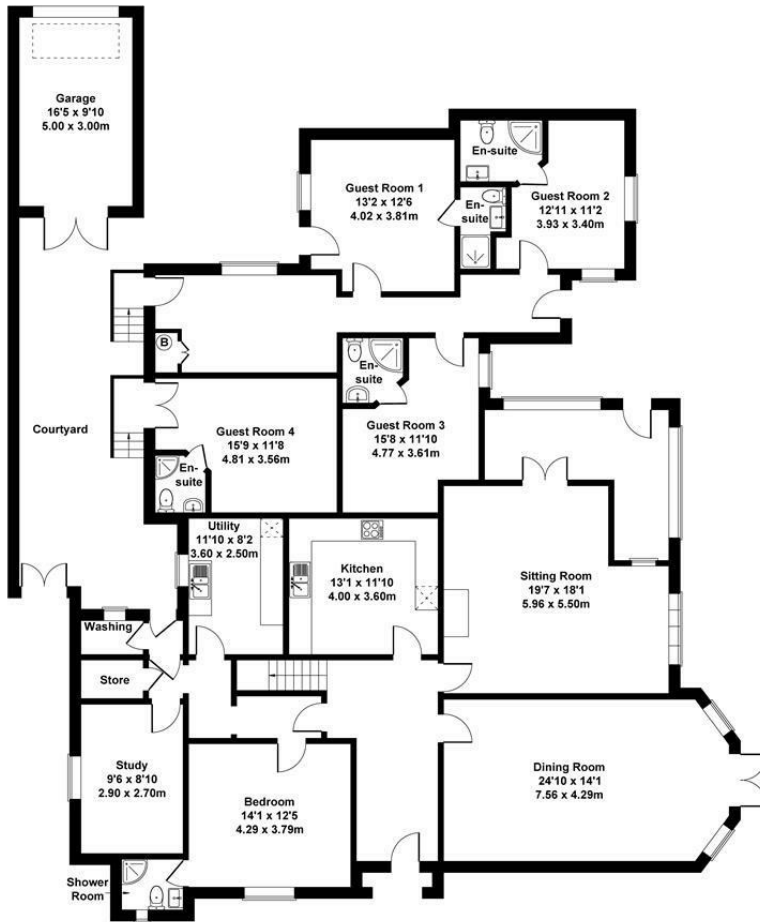 Garage
16'5 x 9'10
5.00 x 3.00m
En-suite
Guest Room 1
13'2 x 12'6
4.02 x 3.81m
En-
suite
Guest Room 2
12'11 x 11'2
3.93 x 3.40m
B
En-
suite
Courtyard
Guest Room 4
15'9 x 11'8
4.81 x 3.56m
Guest Room 3
15'8 x 11'10
4.77 x 3.61m
En-
suite
Utility
11'10 x 8'2
3.60 x 2.50m
Kitchen
13'1 x 11'10
4.00 x 3.60m
Sitting Room
19'7 x 18'1
5.96 x 5.50m
Washing
Store
Study
9'6 x 8'10
2.90 x 2.70m
Bedroom
14'1 x 12'5
4.29 x 3.79m
Dining Room
24'10 x 14'1
7.56 x 4.29m
Shower
Room